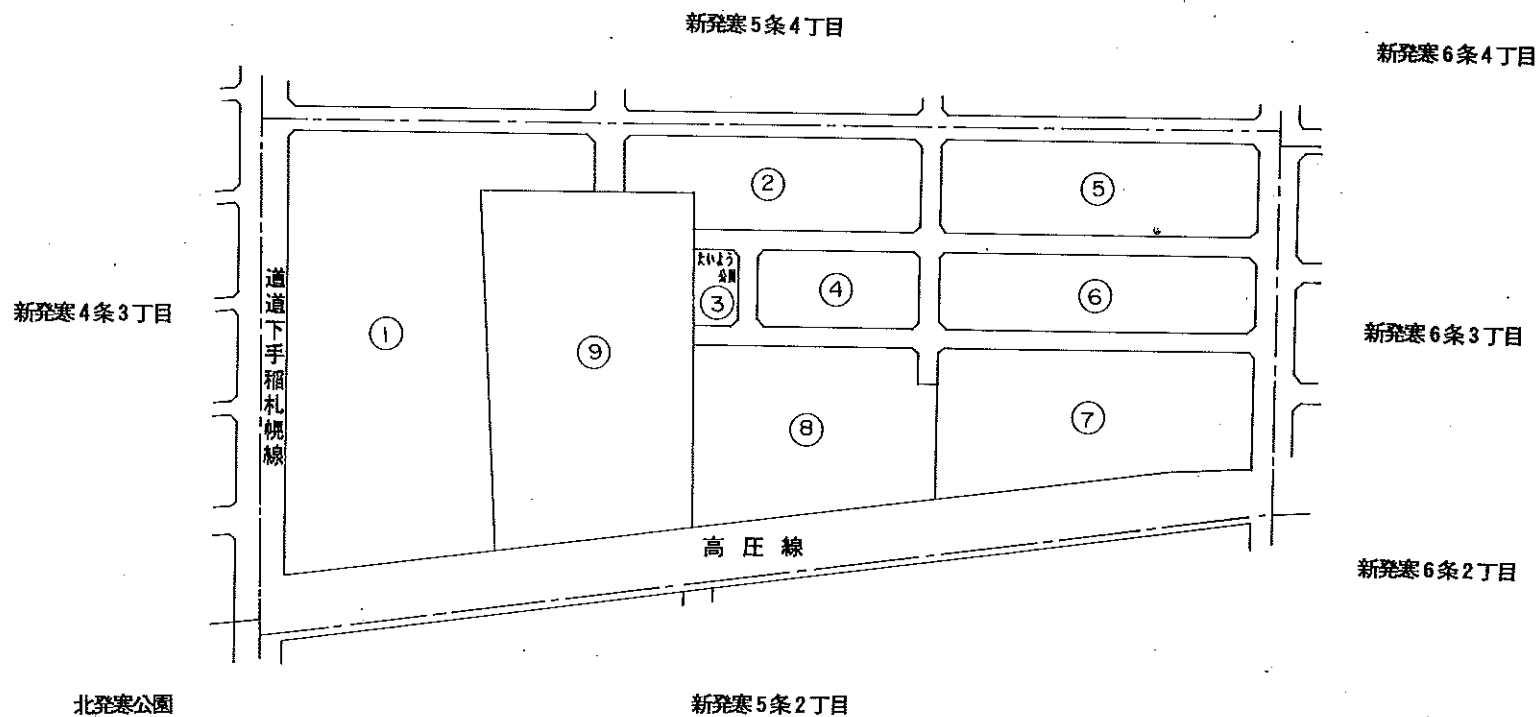 新発寒5条4丁目
新発寒6条4丁目
②
⑤
たいよう
公園
③
④
⑥
新発寒4条3丁目
道道下手稲札幌線
①
⑨
新発寒6条3丁目
⑧
⑦
高圧線
新発寒6条2丁目
北発寒公園
新発寒5条2丁目